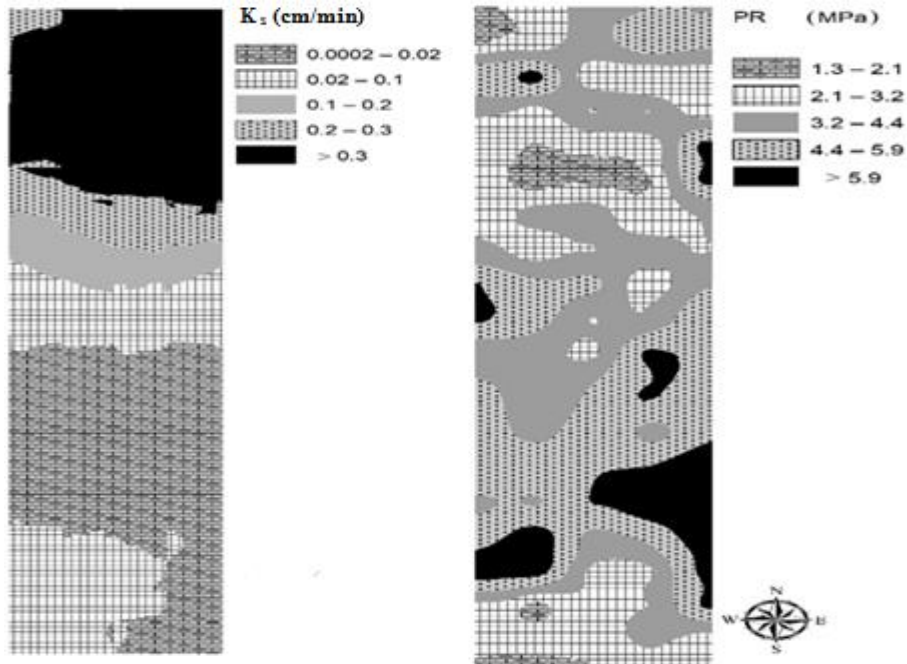 K s (cm/min)
0.0002 – 0.02
0.02 – 0.1
0.1 – 0.2
0.2 – 0.3
> 0.3
PR (MPa)
1.3 – 2.1
2.1 – 3.2
3.2 – 4.4
4.4 – 5.9
> 5.9
N
W E
S